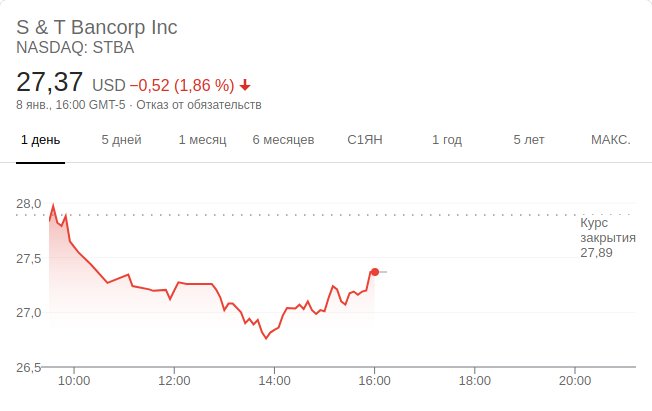 S & T Bancorp Inc
NASDAQ: STBA
27,37 USD −0,52 (1,86 %)
8 янв., 16:00 GMT-5 · Отказ от обязательств
1 день 5 дней 1 месяц 6 месяцев С1ЯН 1 год 5 лет МАКС.
28,0
Курс
закрытия
27,89
27,5
27,0
26,5
10:00 12:00 14:00 16:00 18:00 20:00